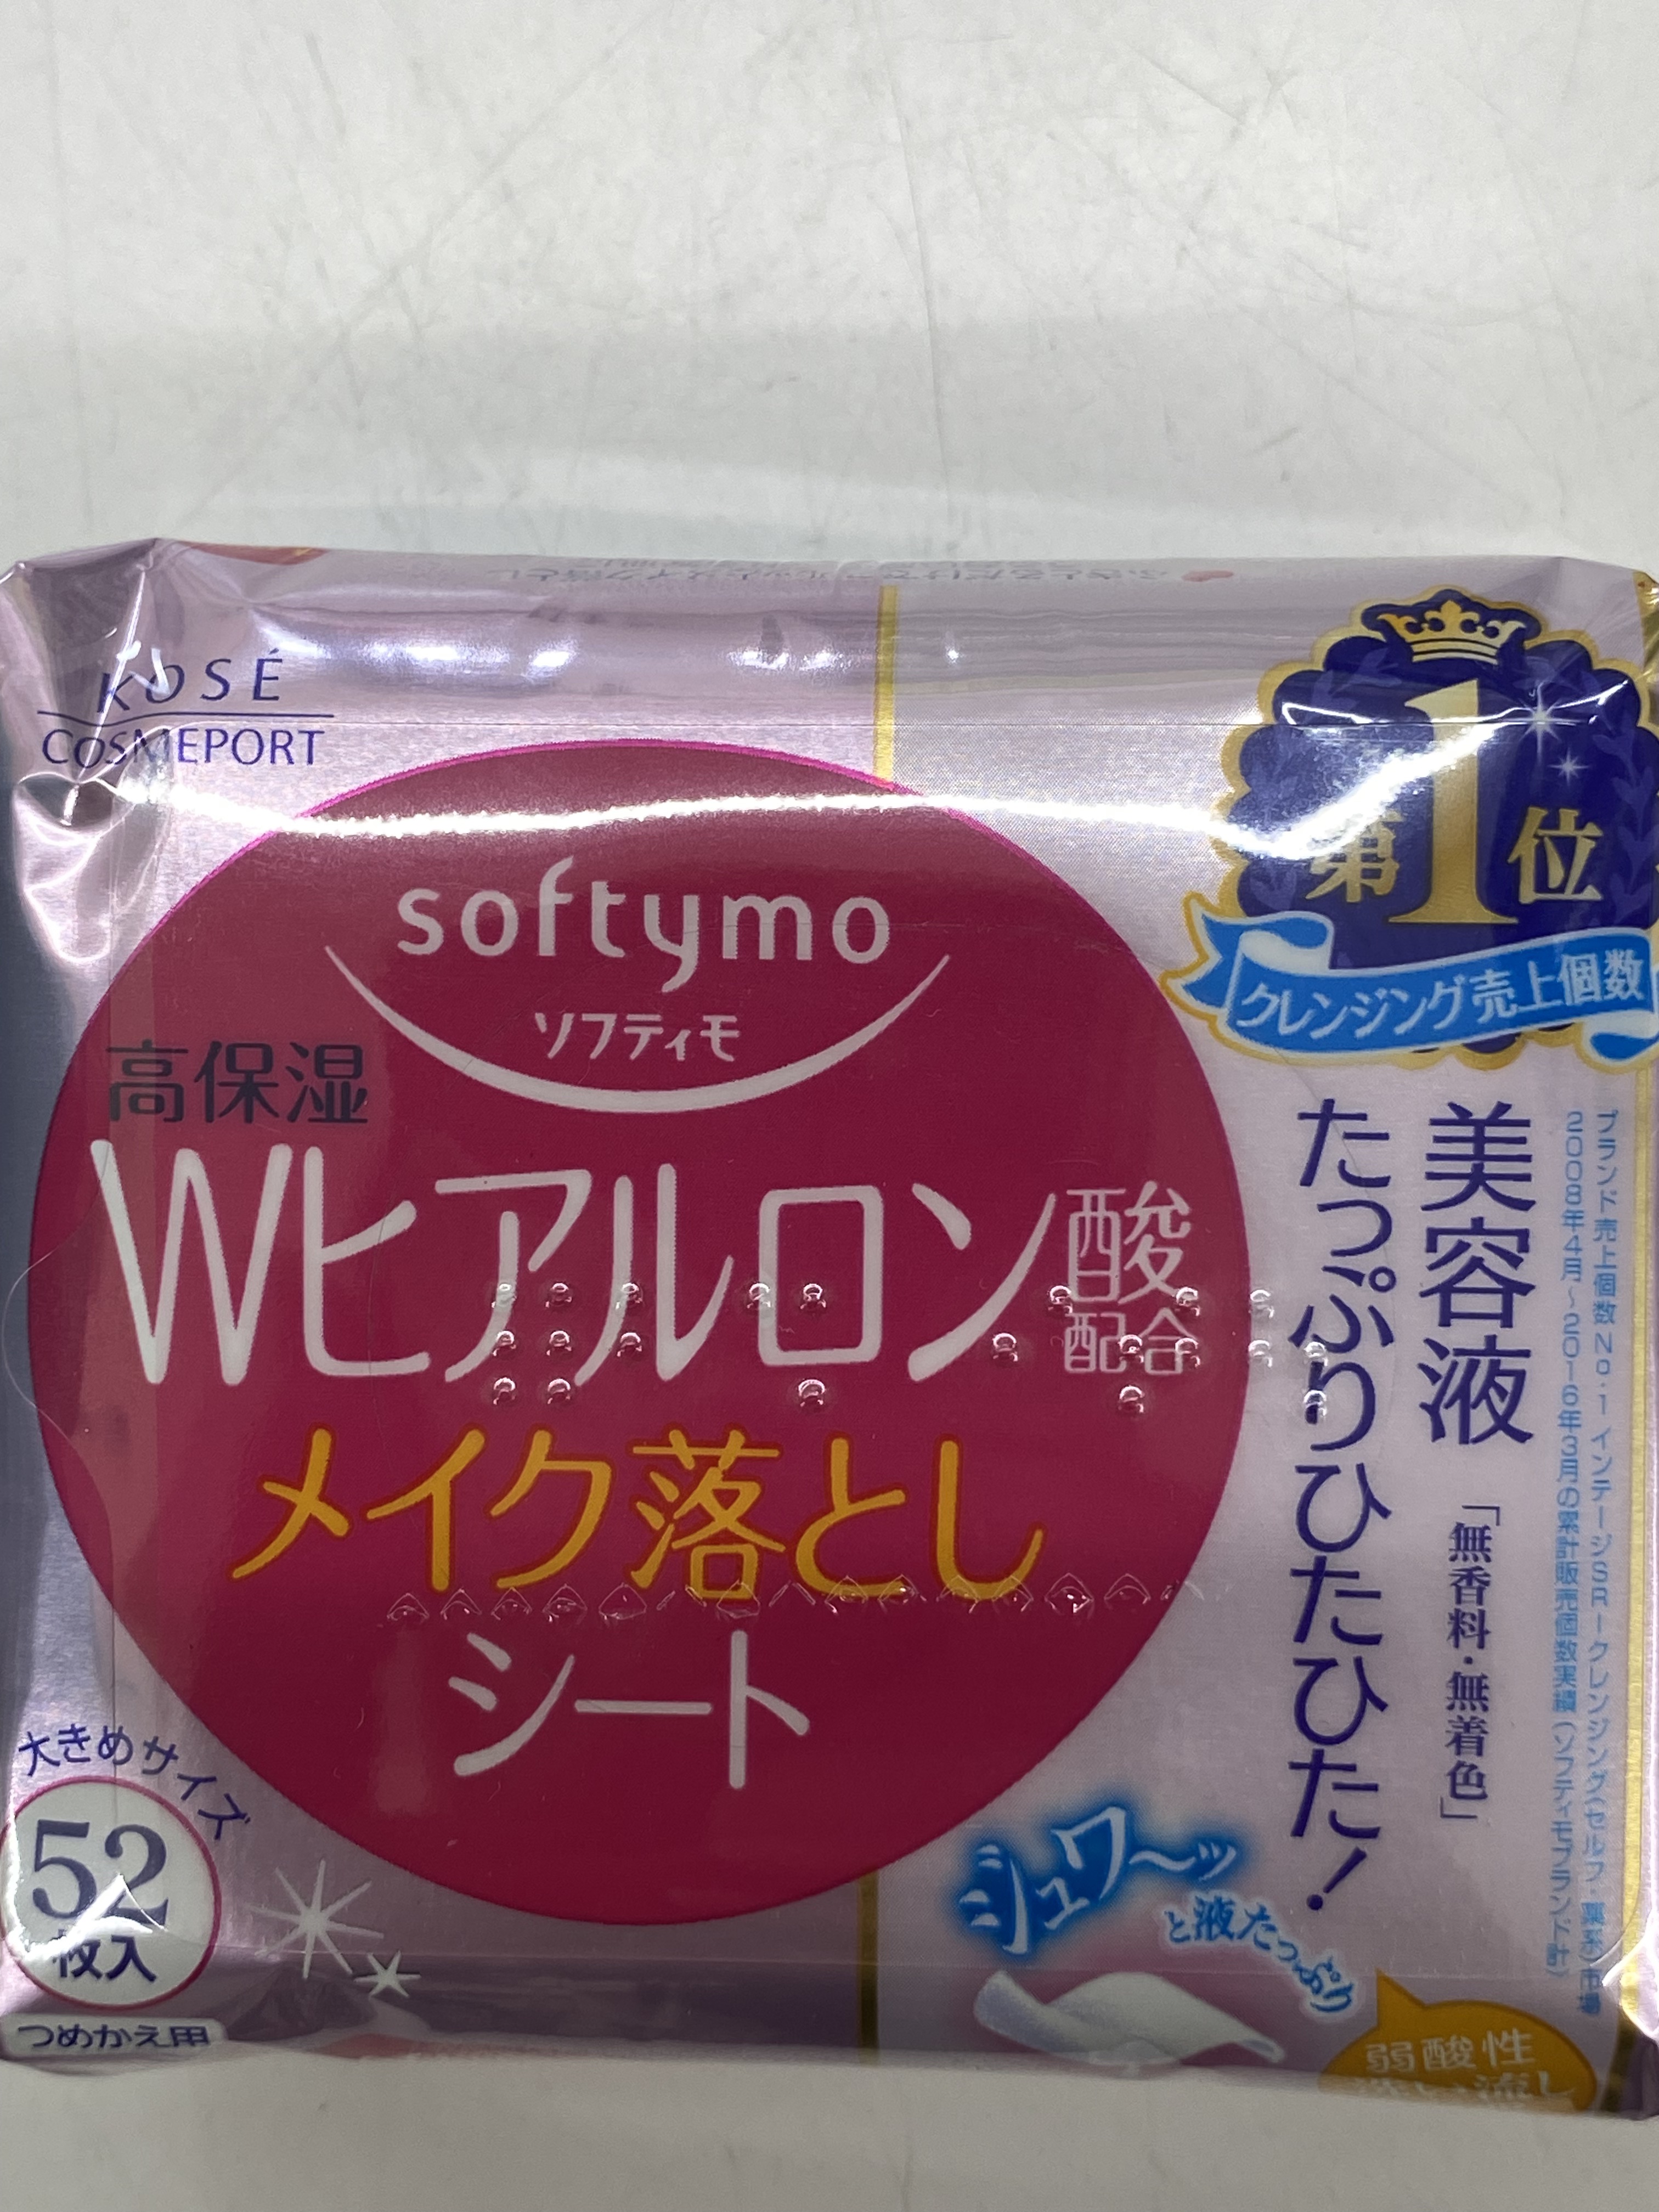 KOSÉ
COSMEPORT
softymo
ソフティモ
高保湿
Wヒアルロン酸
配合
メイク落とし
シート
大きめサイズ
52
枚入
つめかえ用
第1位
クレンジング売上個数
ブランド売上個数No.1 インテージSRI クレンジング(セルフ・薬系)市場
2008年4月～2016年3月の累計販売個数実績(ソフティモブランド計)
美容液
たっぷりひたひた!
「無香料・無着色」
シュワ〜ッ
と液たっぷり
弱酸性